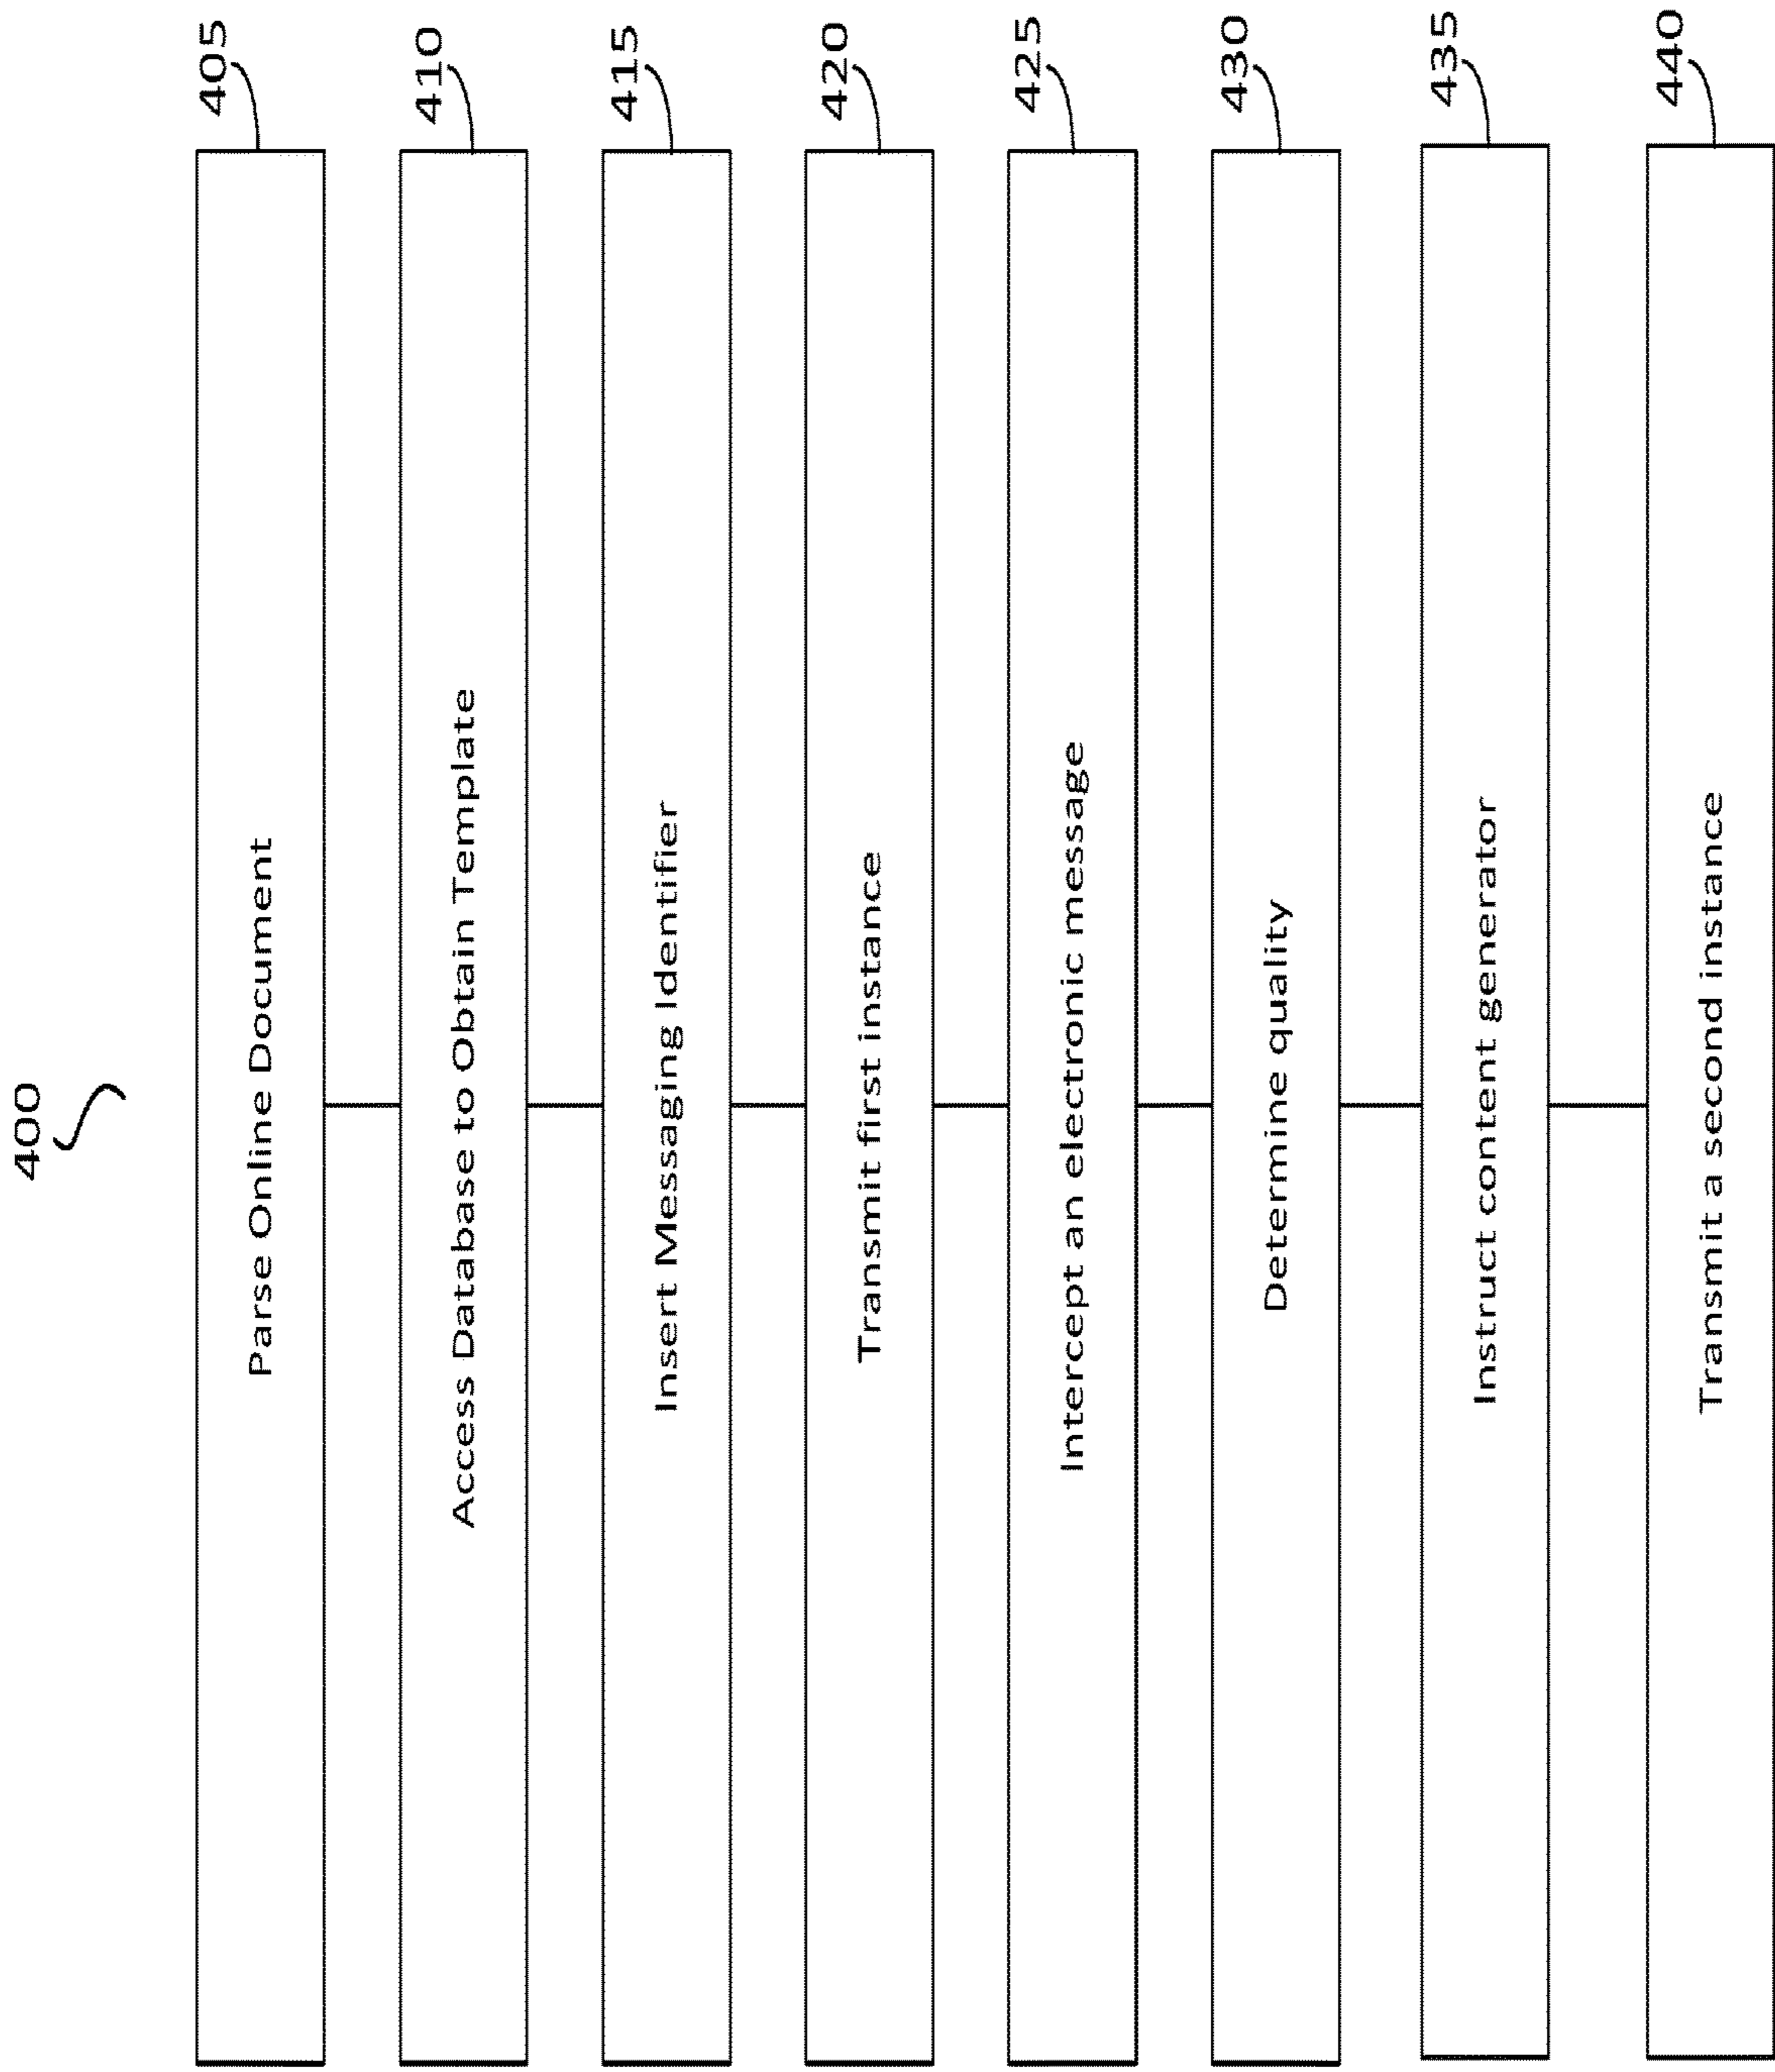 400
Parse Online Document
405
Access Database to Obtain Template
410
Insert Messaging Identifier
415
Transmit first instance
420
Intercept an electronic message
425
Determine quality
430
Instruct content generator
435
Transmit a second instance
440